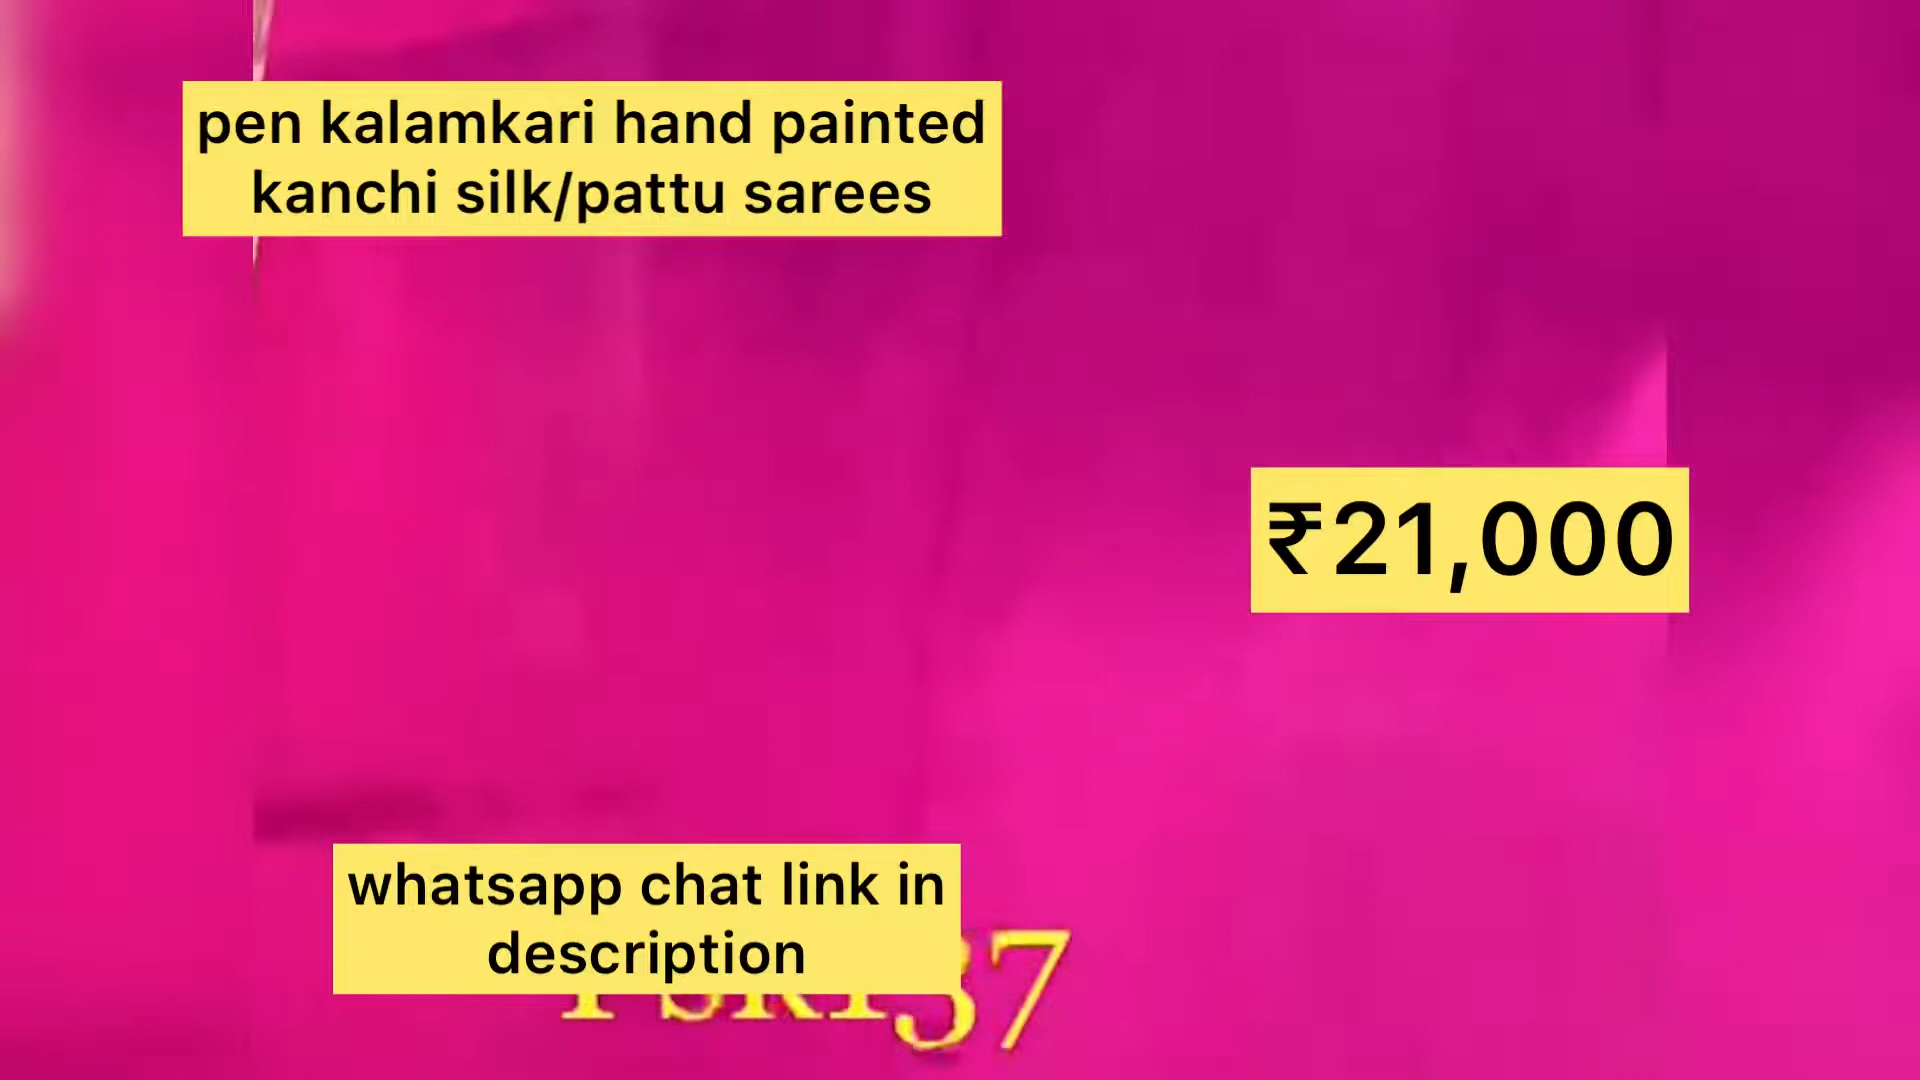 pen kalamkari hand painted
kanchi silk/pattu sarees
₹21,000
whatsapp chat link in
description